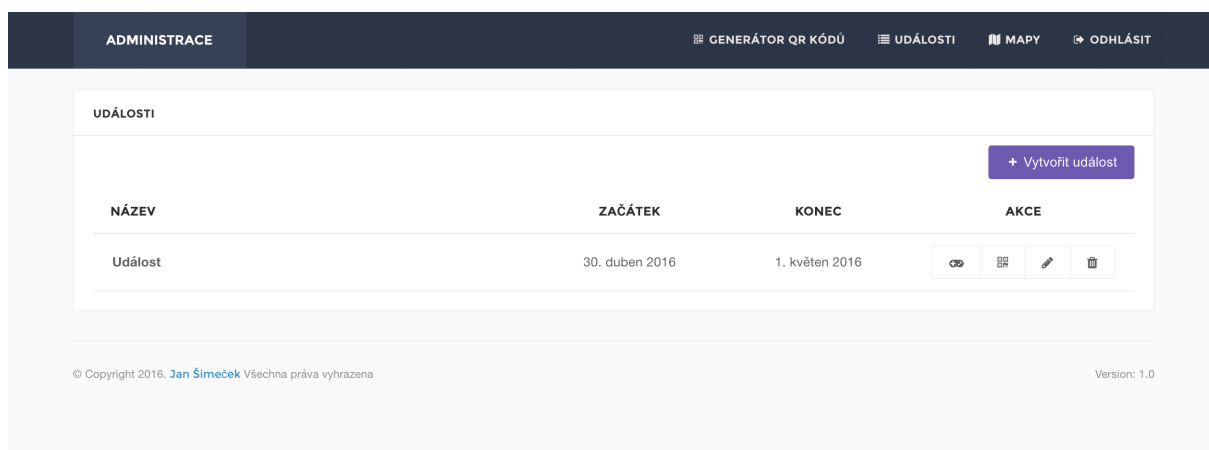 ADMINISTRACE GENERÁTOR QR KÓDŮ UDÁLOSTI MAPY ODHLÁSIT
UDÁLOSTI
+ Vytvořit událost
NÁZEV ZAČÁTEK KONEC AKCE
Událost 30. duben 2016 1. květen 2016
© Copyright 2016. Jan Šimeček Všechna práva vyhrazena Version: 1.0